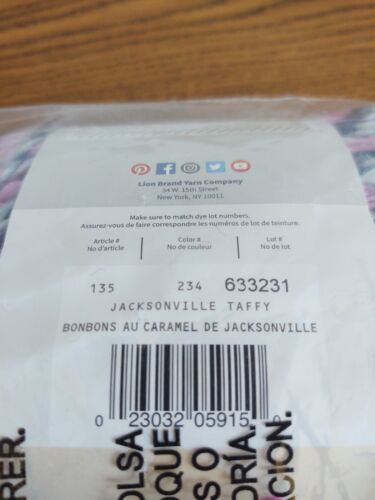 Lion Brand Yarn Company
34 W. 15th Street
New York, NY 10011
Make sure to match dye lot numbers.
Assurez-vous de faire correspondre les numéros de lot de teinture.
Article # Color # Lot #
No d'article No de couleur No de lot
135 234 633231
JACKSONVILLE TAFFY
BONBONS AU CARAMEL DE JACKSONVILLE
0 23032 05915 0
RER.
OLSA
OQUE
S O
ORÍA.
CION.